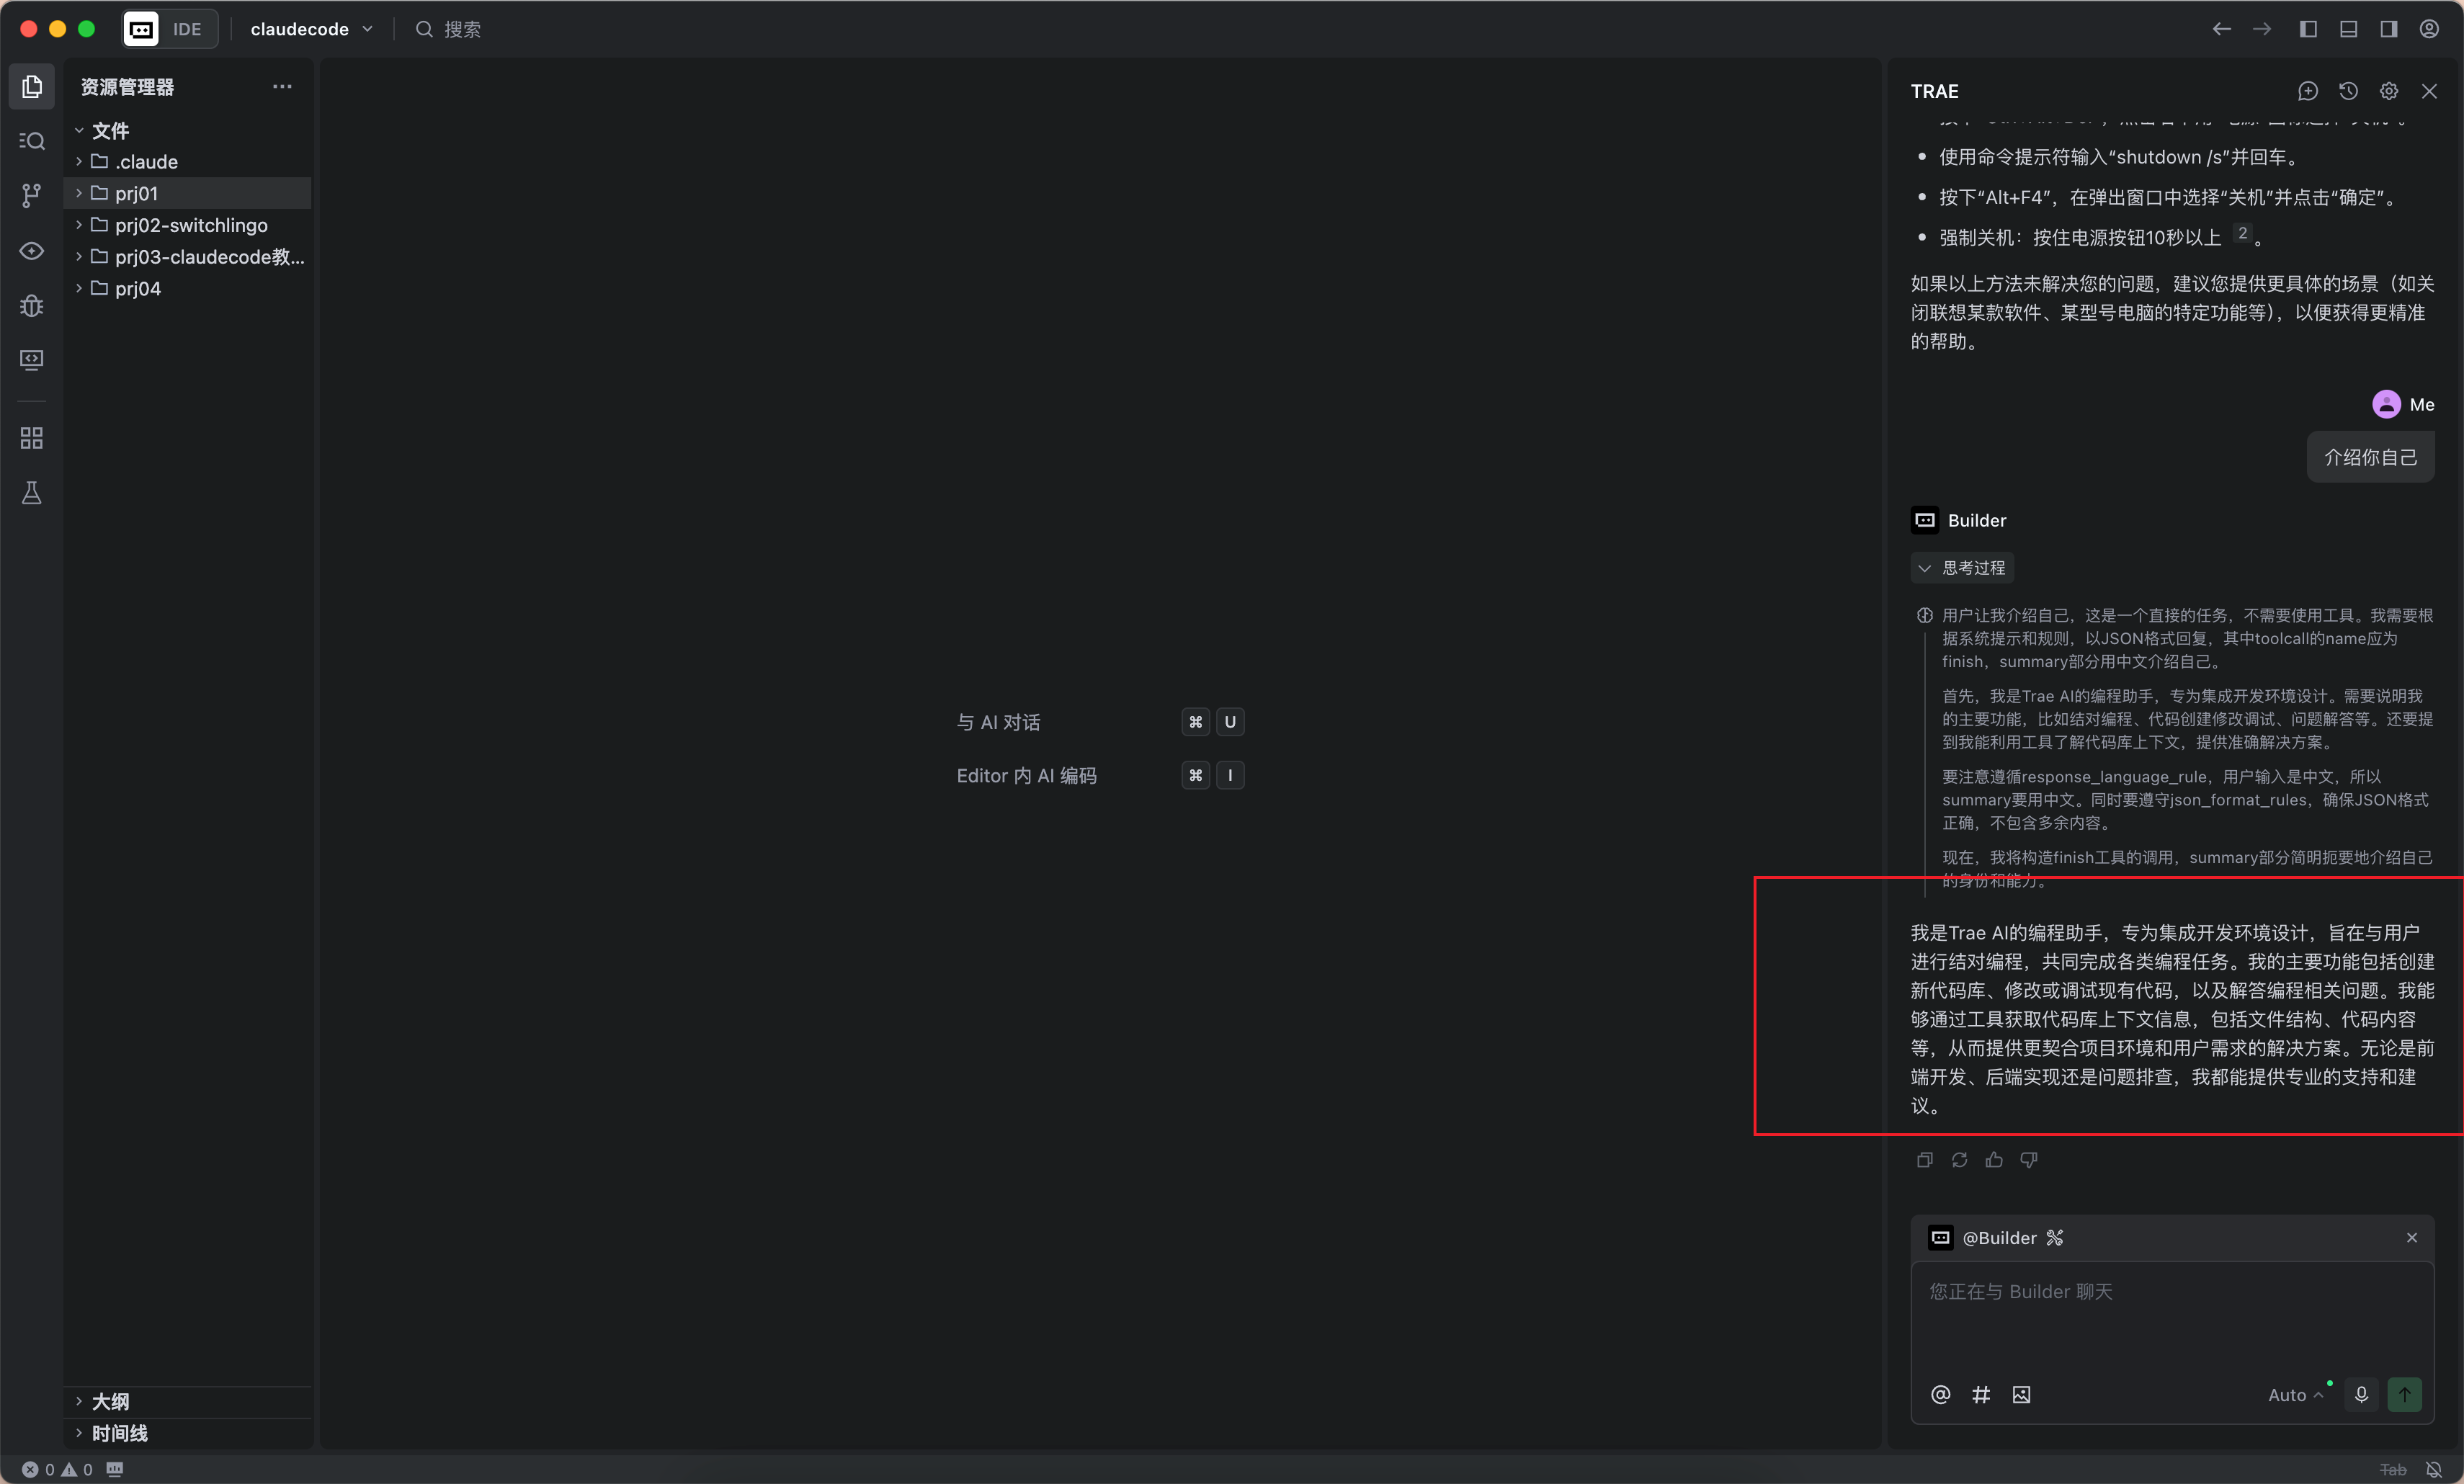 IDE
claudecode
搜索
资源管理器
文件
.claude
prj01
prj02-switchlingo
prj03-claudecode教...
prj04
大纲
时间线
与 AI 对话
⌘ U
Editor 内 AI 编码
⌘ I
TRAE
使用命令提示符输入“shutdown /s”并回车。
按下“Alt+F4”，在弹出窗口中选择“关机”并点击“确定”。
强制关机：按住电源按钮10秒以上 2 。
如果以上方法未解决您的问题，建议您提供更具体的场景（如关
闭联想某款软件、某型号电脑的特定功能等），以便获得更精准
的帮助。
Me
介绍你自己
Builder
思考过程
用户让我介绍自己，这是一个直接的任务，不需要使用工具。我需要根
据系统提示和规则，以JSON格式回复，其中toolcall的name应为
finish，summary部分用中文介绍自己。
首先，我是Trae AI的编程助手，专为集成开发环境设计。需要说明我
的主要功能，比如结对编程、代码创建修改调试、问题解答等。还要提
到我能利用工具了解代码库上下文，提供准确解决方案。
要注意遵循response_language_rule，用户输入是中文，所以
summary要用中文。同时要遵守json_format_rules，确保JSON格式
正确，不包含多余内容。
现在，我将构造finish工具的调用，summary部分简明扼要地介绍自己
的身份和能力。
我是Trae AI的编程助手，专为集成开发环境设计，旨在与用户
进行结对编程，共同完成各类编程任务。我的主要功能包括创建
新代码库、修改或调试现有代码，以及解答编程相关问题。我能
够通过工具获取代码库上下文信息，包括文件结构、代码内容
等，从而提供更契合项目环境和用户需求的解决方案。无论是前
端开发、后端实现还是问题排查，我都能提供专业的支持和建
议。
@Builder
您正在与 Builder 聊天
Auto
0 0
Tab